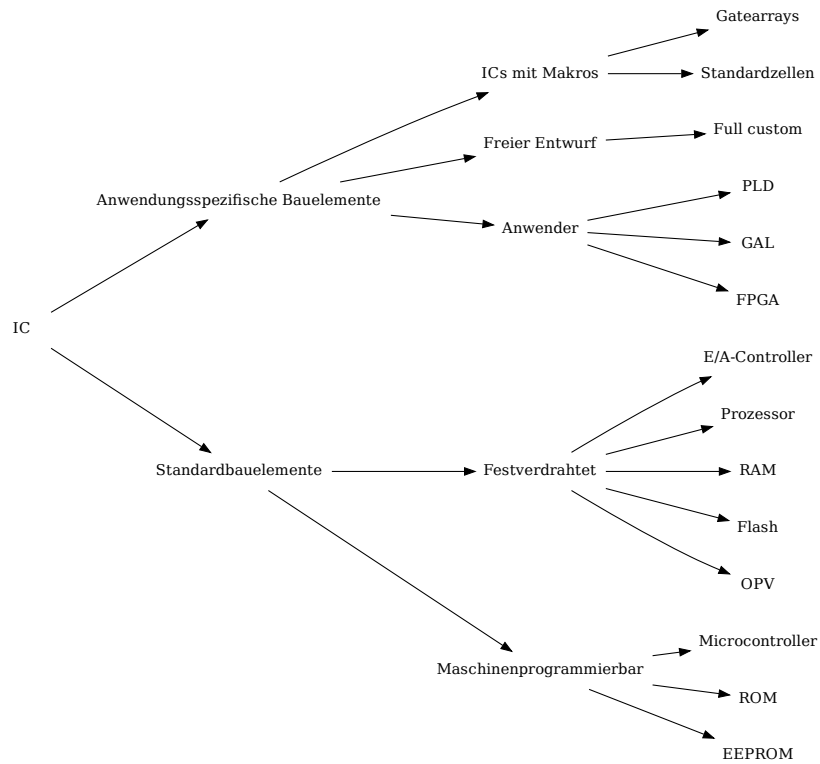 Gatearrays
ICs mit Makros
Standardzellen
Freier Entwurf
Full custom
Anwendungsspezifische Bauelemente
PLD
Anwender
GAL
FPGA
IC
E/A-Controller
Prozessor
Standardbauelemente
Festverdrahtet
RAM
Flash
OPV
Microcontroller
Maschinenprogrammierbar
ROM
EEPROM